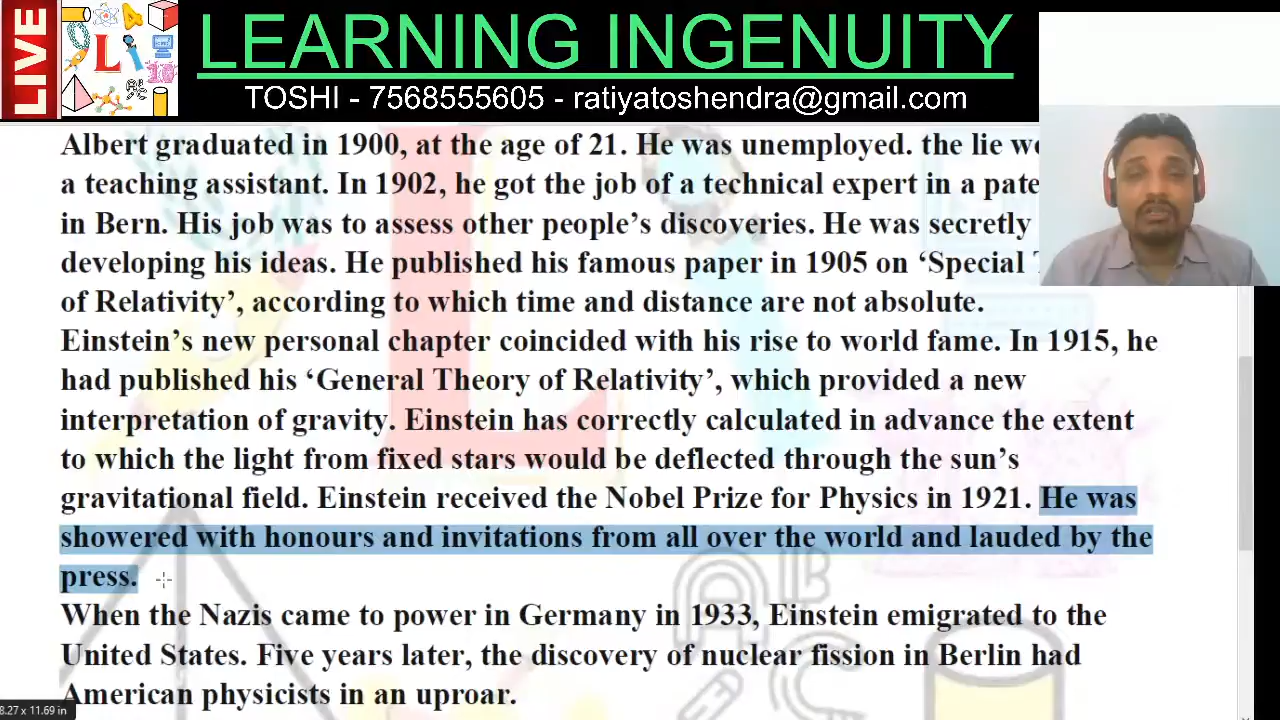 LIVE
LEARNING INGENUITY
TOSHI - 7568555605 - ratiyatoshendra@gmail.com
Albert graduated in 1900, at the age of 21. He was unemployed. the lie
a teaching assistant. In 1902, he got the job of a technical expert in a
in Bern. His job was to assess other people’s discoveries. He was secretly
developing his ideas. He published his famous paper in 1905 on ‘Special
of Relativity’, according to which time and distance are not absolute.
Einstein’s new personal chapter coincided with his rise to world fame. In 1915, he
had published his ‘General Theory of Relativity’, which provided a new
interpretation of gravity. Einstein has correctly calculated in advance the extent
to which the light from fixed stars would be deflected through the sun’s
gravitational field. Einstein received the Nobel Prize for Physics in 1921. He was
showered with honours and invitations from all over the world and lauded by the
press.
When the Nazis came to power in Germany in 1933, Einstein emigrated to the
United States. Five years later, the discovery of nuclear fission in Berlin had
American physicists in an uproar.
8.27 x 11.69 in